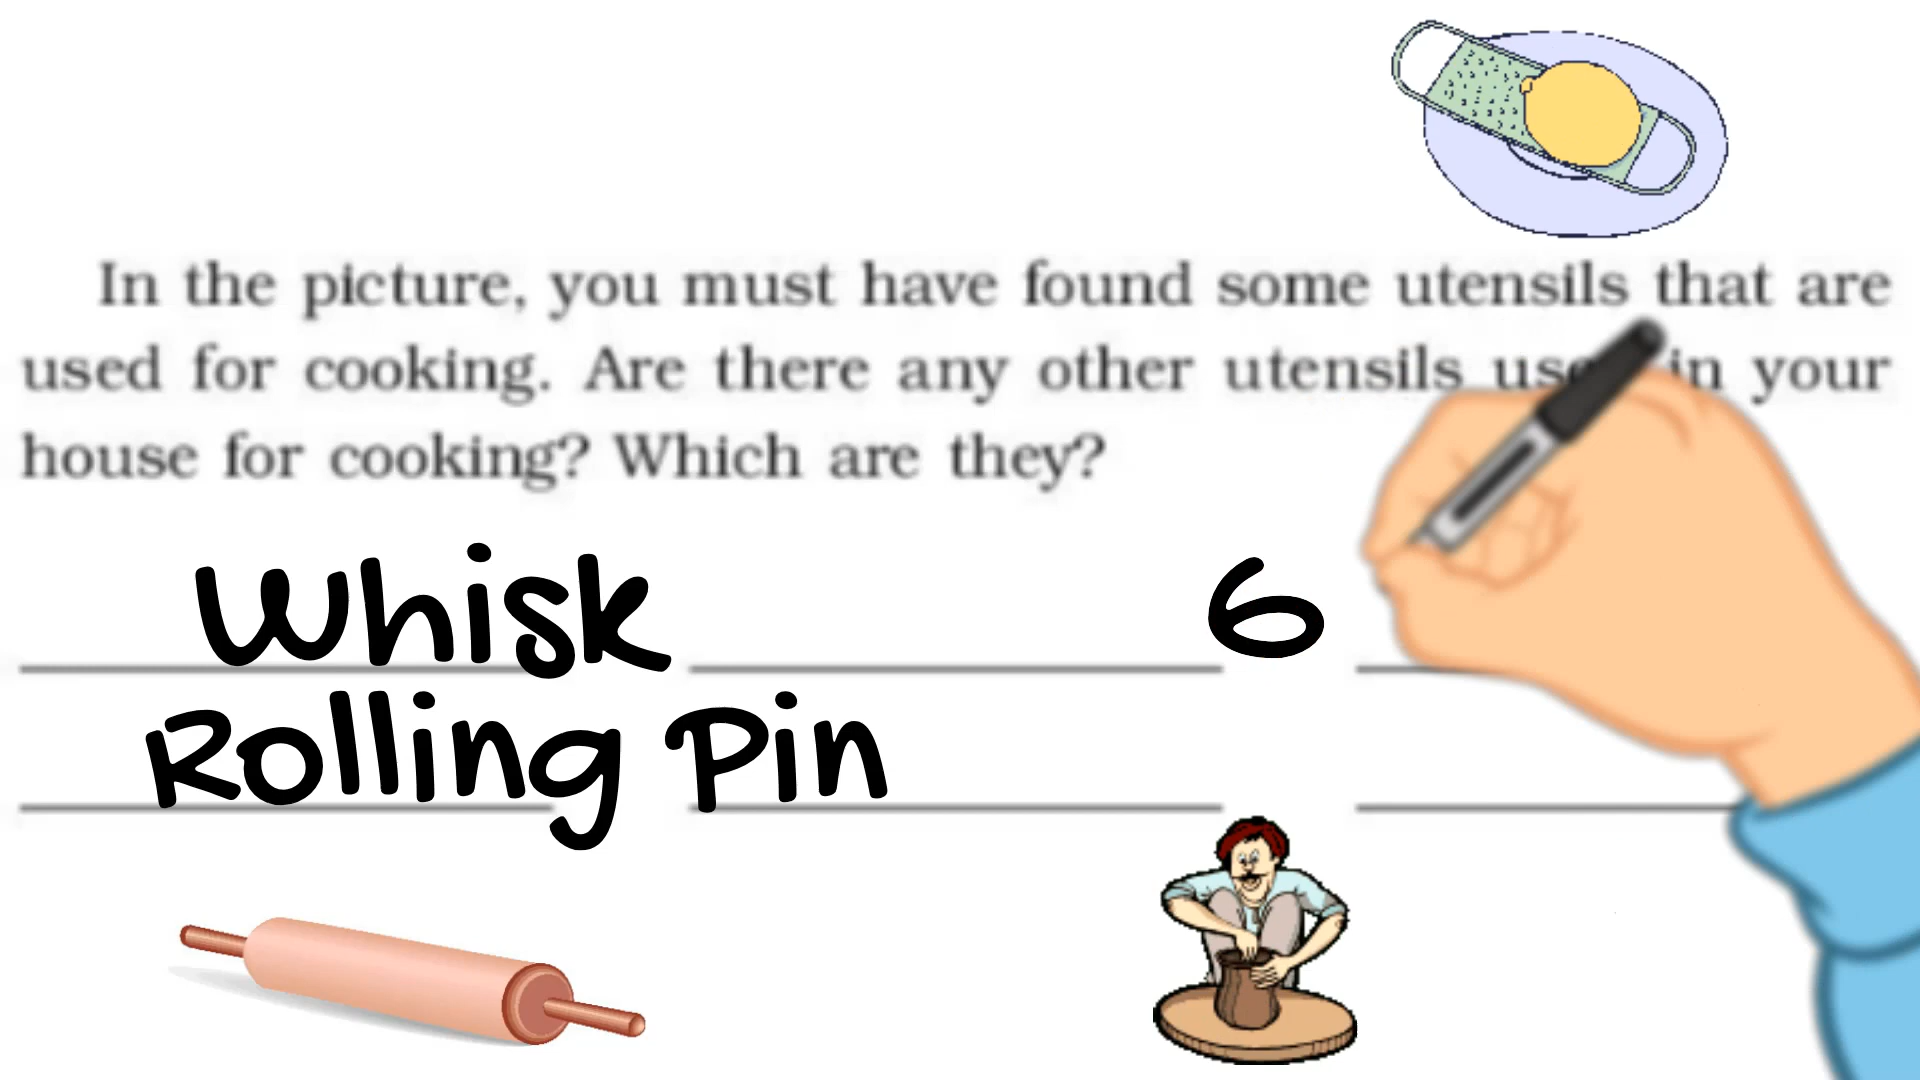 In the picture, you must have found some utensils that are
used for cooking. Are there any other utensils used in your
house for cooking? Which are they?
Whisk 6
Rolling Pin